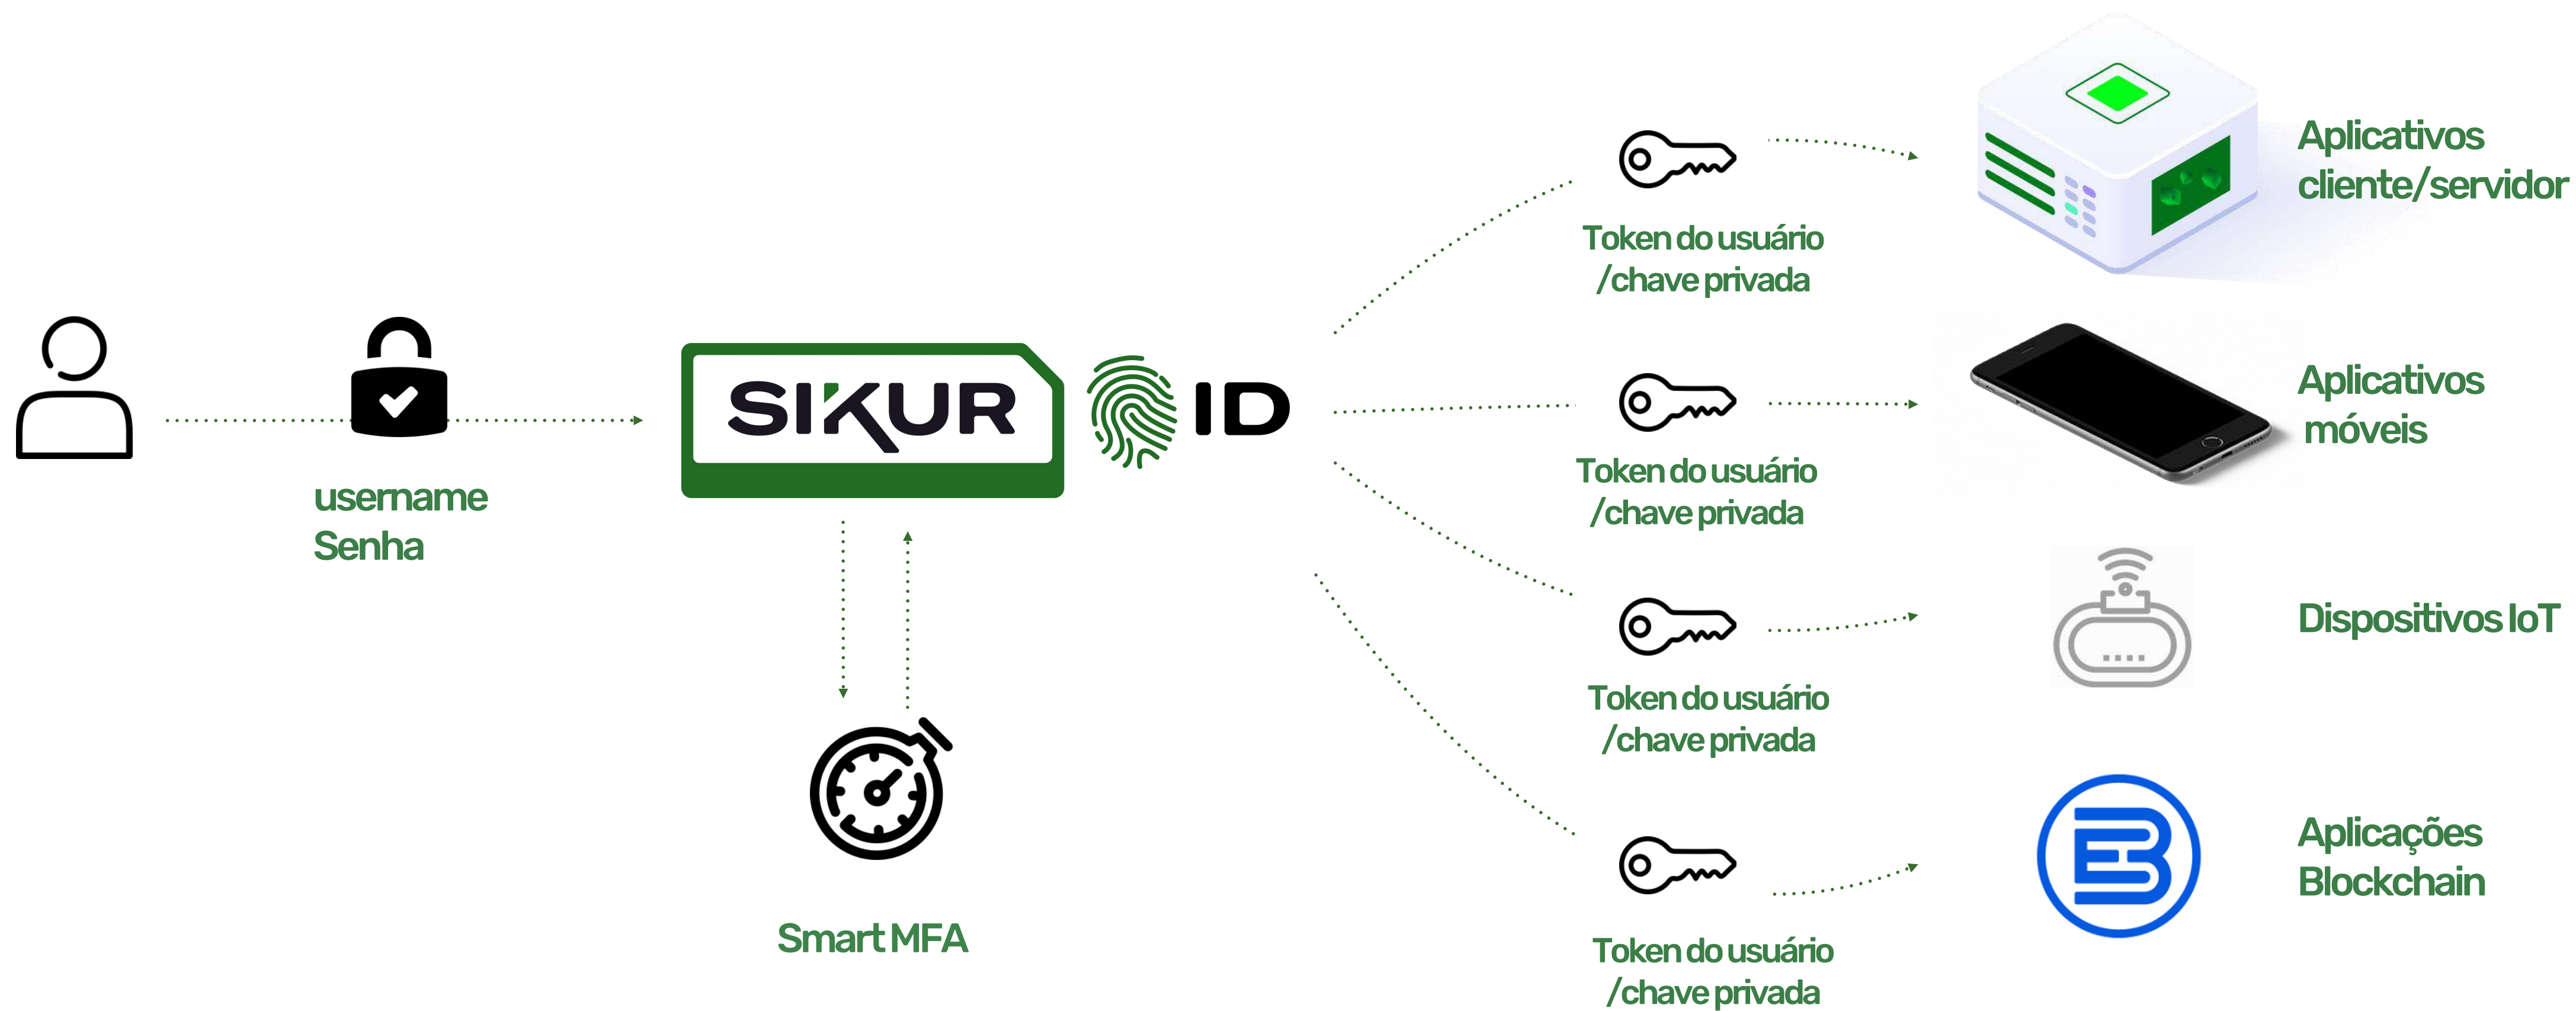 username
Senha
SIKUR ID
Smart MFA
Token do usuário
/chave privada
Aplicativos
cliente/servidor
Token do usuário
/chave privada
Aplicativos
móveis
Token do usuário
/chave privada
Dispositivos IoT
Token do usuário
/chave privada
Aplicações
Blockchain